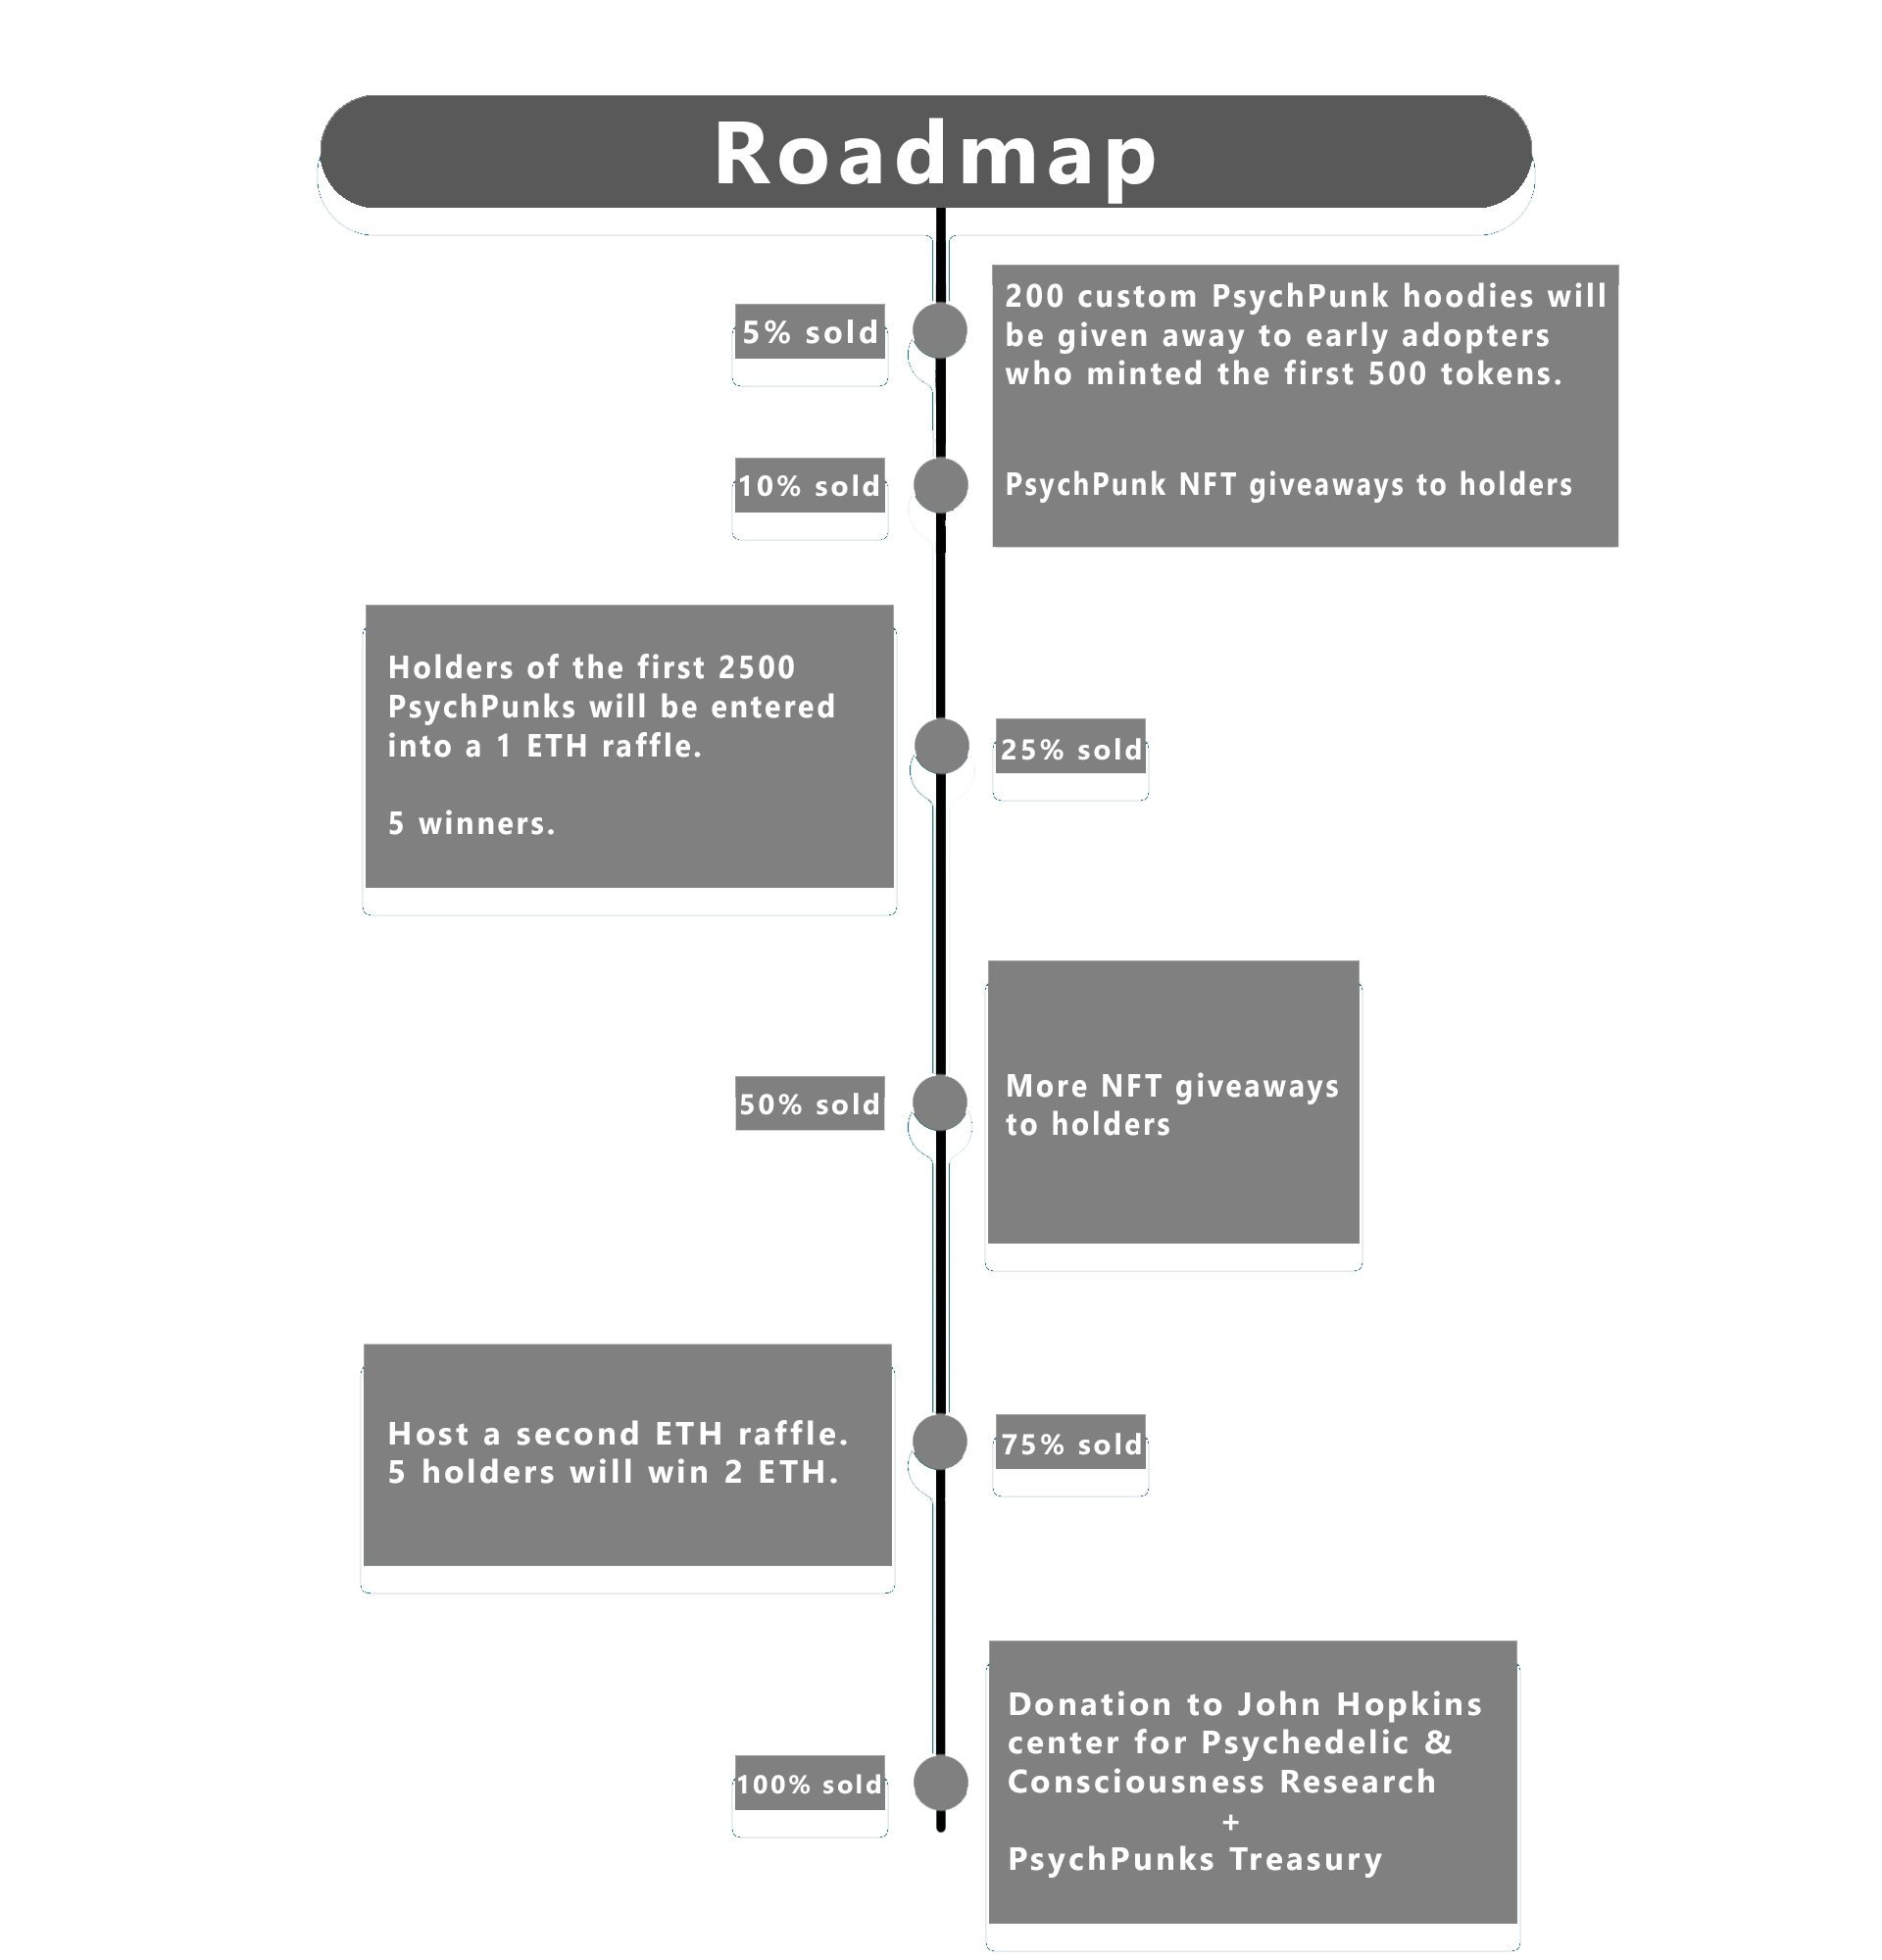 Roadmap
5% sold
200 custom PsychPunk hoodies will
be given away to early adopters
who minted the first 500 tokens.
10% sold
PsychPunk NFT giveaways to holders
Holders of the first 2500
PsychPunks will be entered
into a 1 ETH raffle.
5 winners.
25% sold
50% sold
More NFT giveaways
to holders
Host a second ETH raffle.
5 holders will win 2 ETH.
75% sold
100% sold
Donation to John Hopkins
center for Psychedelic &
Consciousness Research
+
PsychPunks Treasury